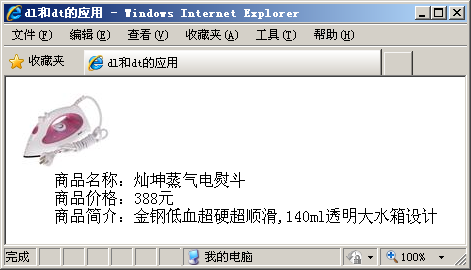 dl和dt的应用 - Windows Internet Explorer
文件(F) 编辑(E) 查看(V) 收藏夹(A) 工具(T) 帮助(H)
收藏夹 dl和dt的应用
商品名称：灿坤蒸气电熨斗
商品价格：388元
商品简介：金钢低血超硬超顺滑,140ml透明大水箱设计
完成 我的电脑 100%